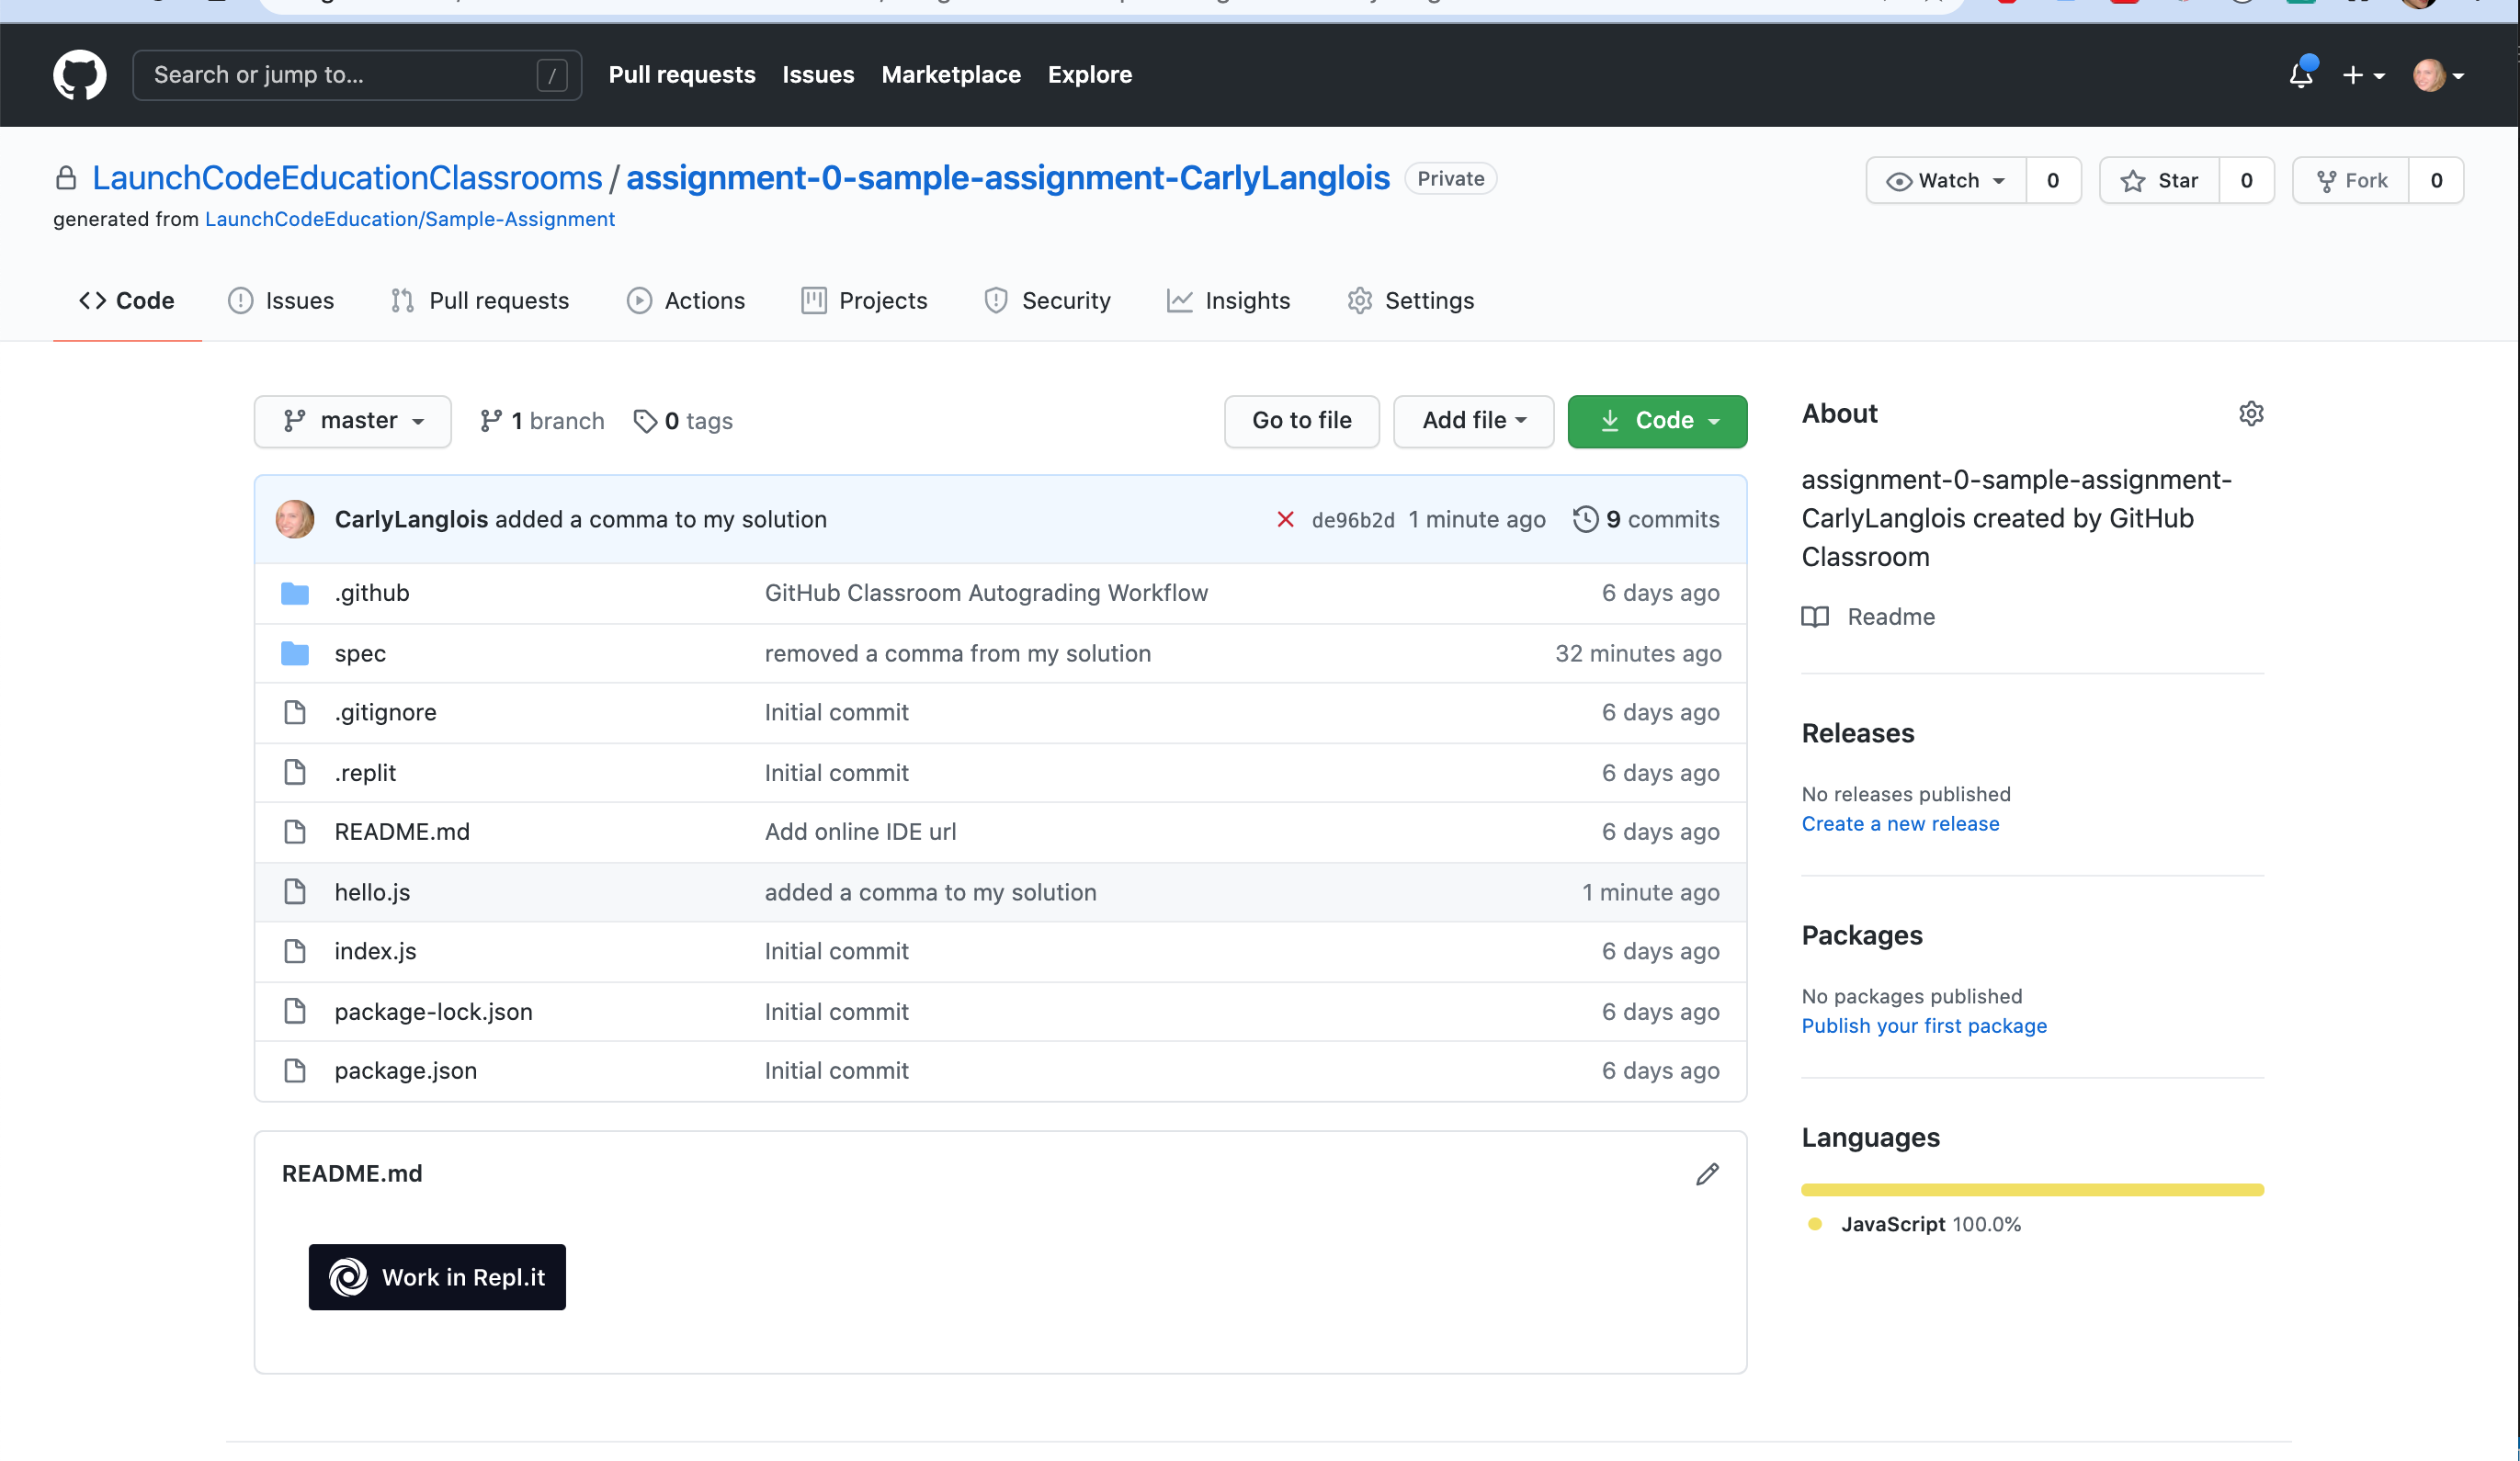 Search or jump to... /
Pull requests Issues Marketplace Explore
LaunchCodeEducationClassrooms / assignment-0-sample-assignment-CarlyLanglois Private
Watch 0 Star 0 Fork 0
generated from LaunchCodeEducation/Sample-Assignment
Code Issues Pull requests Actions Projects Security Insights Settings
master 1 branch 0 tags
Go to file Add file Code
CarlyLanglois added a comma to my solution de96b2d 1 minute ago 9 commits
.github GitHub Classroom Autograding Workflow 6 days ago
spec removed a comma from my solution 32 minutes ago
.gitignore Initial commit 6 days ago
.replit Initial commit 6 days ago
README.md Add online IDE url 6 days ago
hello.js added a comma to my solution 1 minute ago
index.js Initial commit 6 days ago
package-lock.json Initial commit 6 days ago
package.json Initial commit 6 days ago
README.md
Work in Repl.it
About
assignment-0-sample-assignment-
CarlyLanglois created by GitHub
Classroom
Readme
Releases
No releases published
Create a new release
Packages
No packages published
Publish your first package
Languages
JavaScript 100.0%